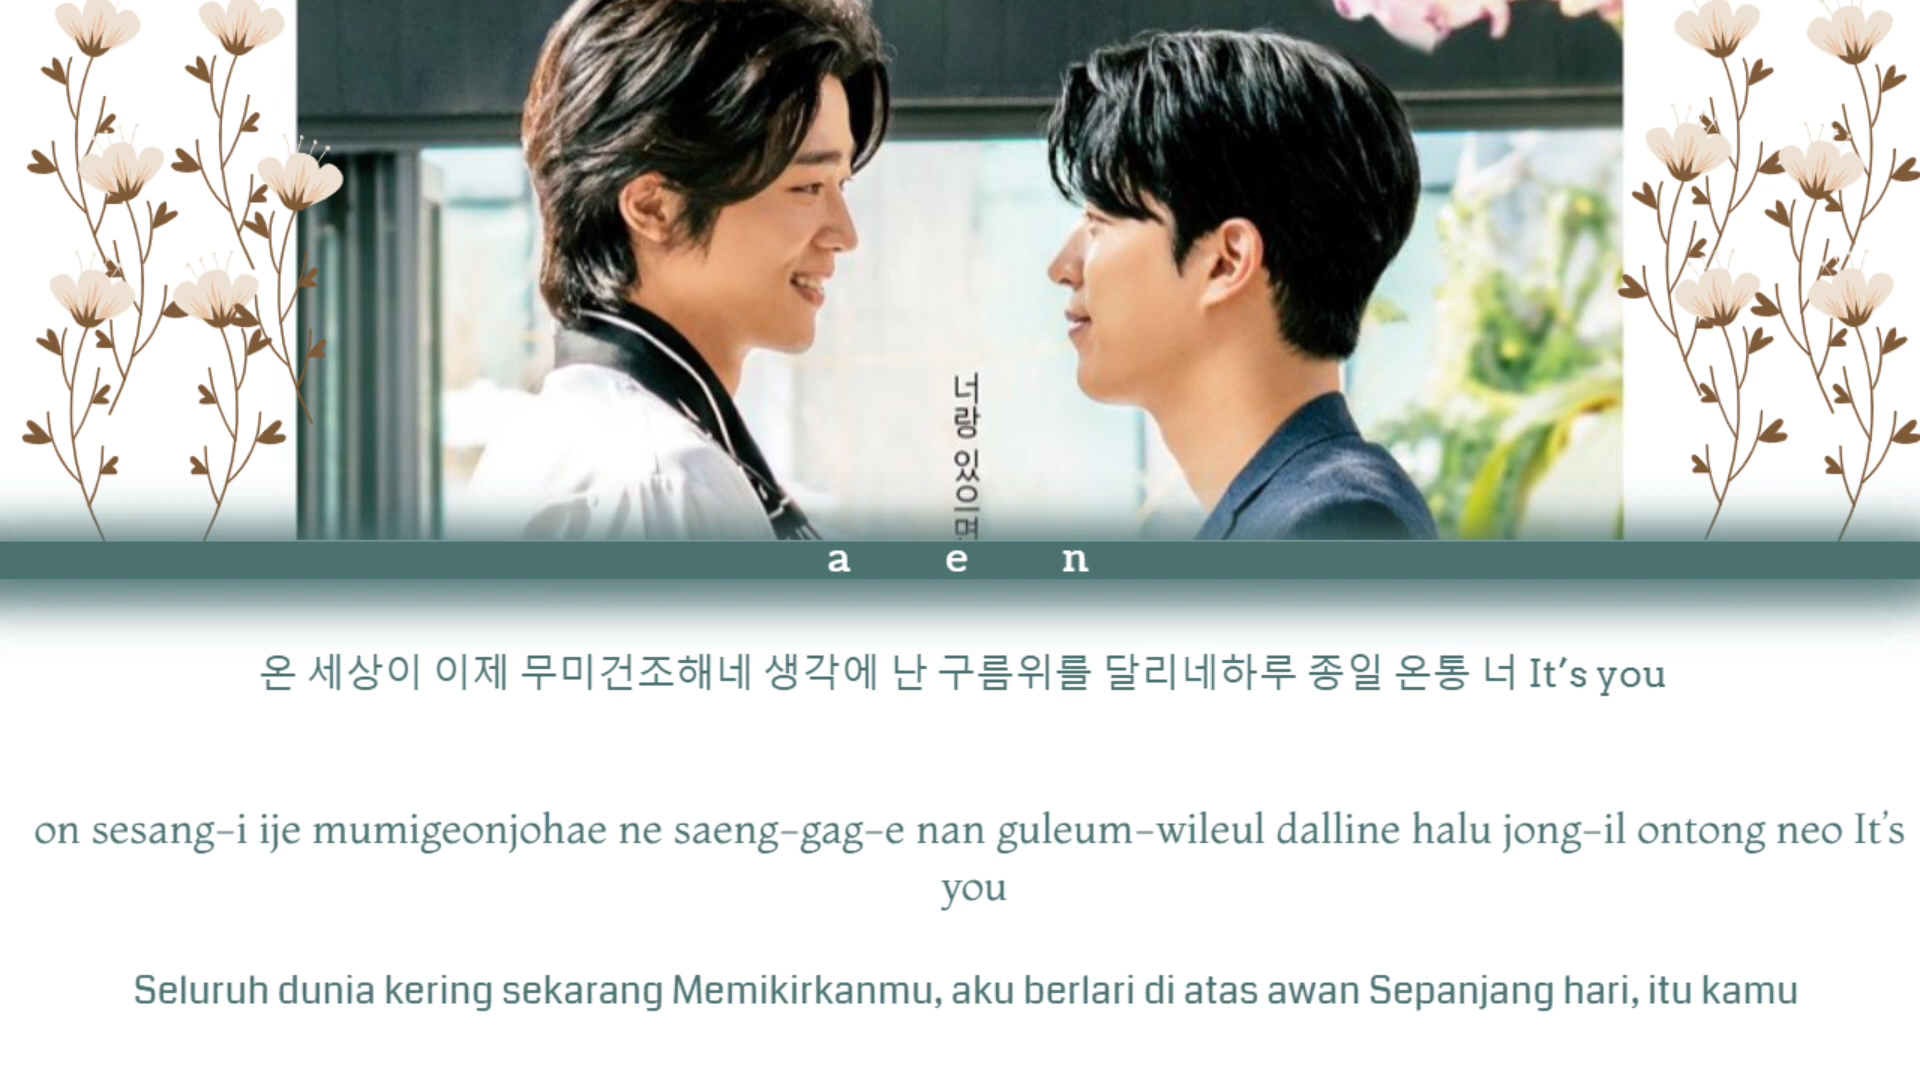 너랑 있으면
a e n
온 세상이 이제 무미건조해네 생각에 난 구름위를 달리네하루 종일 온통 너 It's you
on sesang-i ije mumigeonjohae ne saeng-gag-e nan guleum-wileul dalline halu jong-il ontong neo It's
you
Seluruh dunia kering sekarang Memikirkanmu, aku berlari di atas awan Sepanjang hari, itu kamu